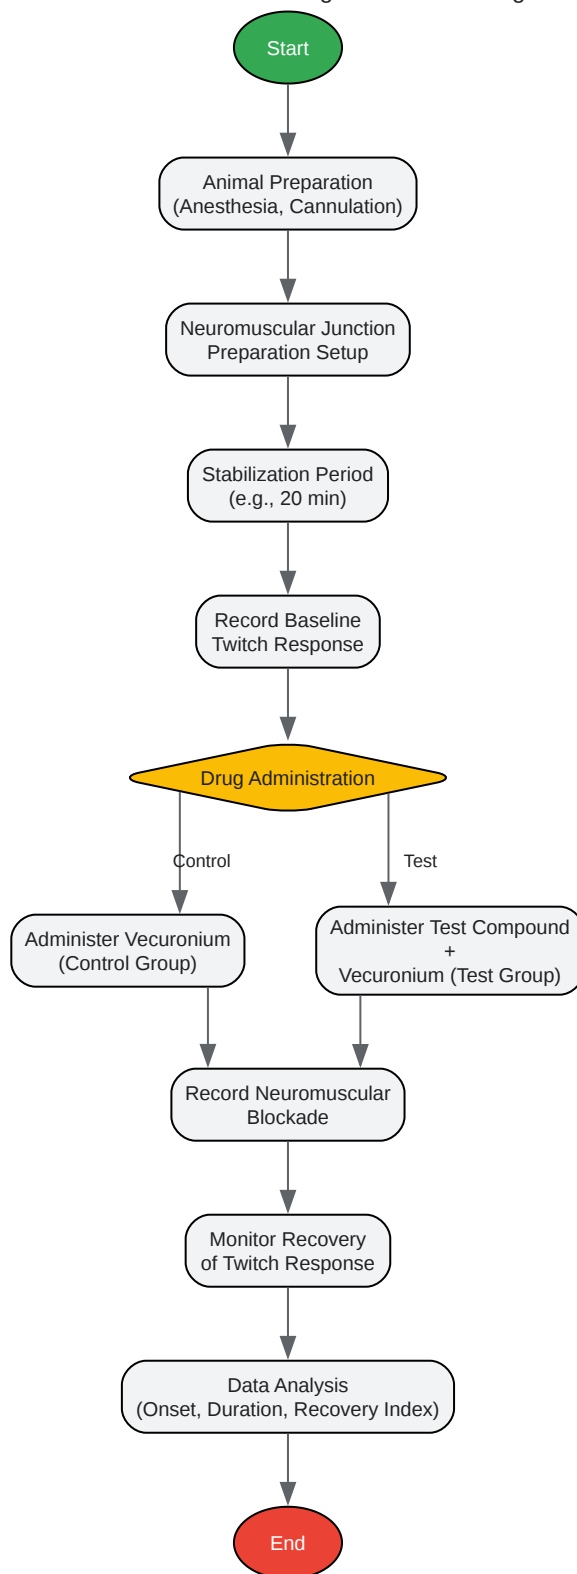 Start
Animal Preparation
(Anesthesia, Cannulation)
Neuromuscular Junction
Preparation Setup
Stabilization Period
(e.g., 20 min)
Record Baseline
Twitch Response
Drug Administration
Control
Test
Administer Vecuronium
(Control Group)
Administer Test Compound
+
Vecuronium (Test Group)
Record Neuromuscular
Blockade
Monitor Recovery
of Twitch Response
Data Analysis
(Onset, Duration, Recovery Index)
End